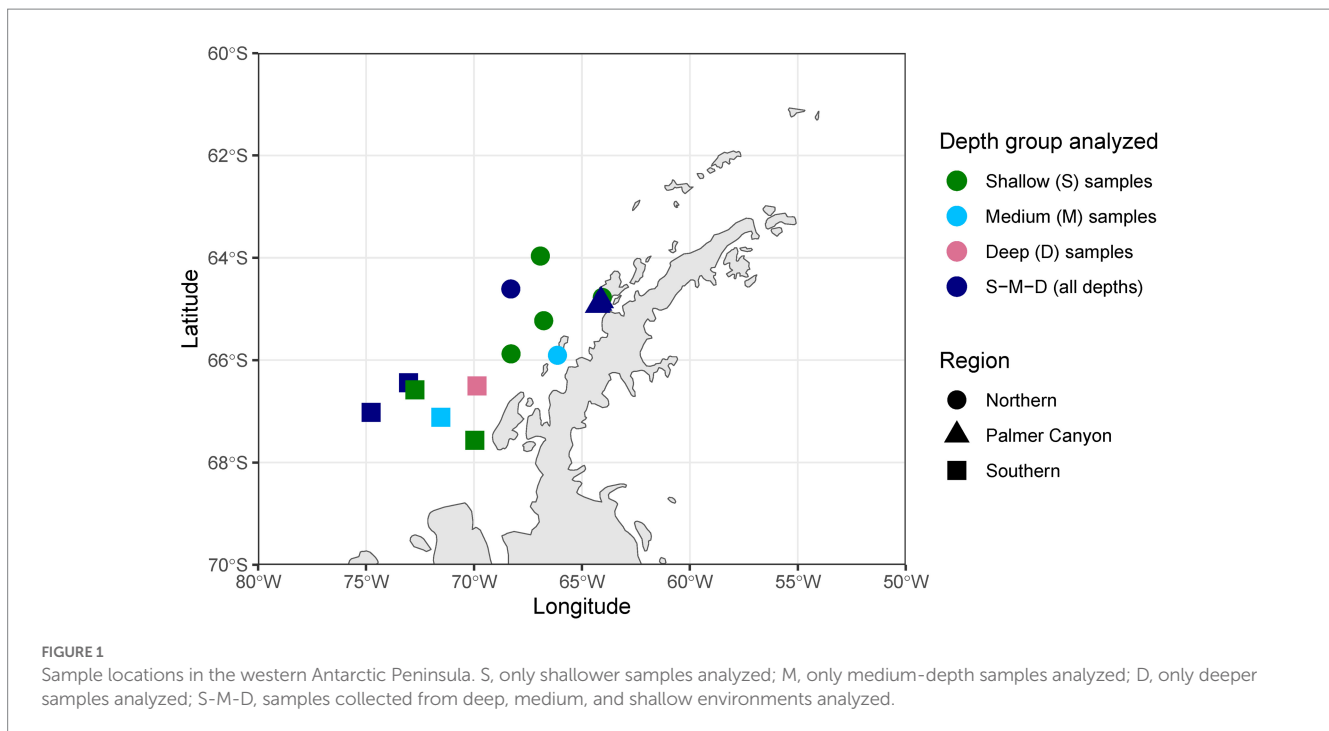 60°S
62°S
64°S
66°S
68°S
70°S
Latitude
80°W 75°W 70°W 65°W 60°W 55°W 50°W
Longitude
Depth group analyzed
Shallow (S) samples
Medium (M) samples
Deep (D) samples
S−M−D (all depths)
Region
Northern
Palmer Canyon
Southern
FIGURE 1
Sample locations in the western Antarctic Peninsula. S, only shallower samples analyzed; M, only medium-depth samples analyzed; D, only deeper
samples analyzed; S-M-D, samples collected from deep, medium, and shallow environments analyzed.